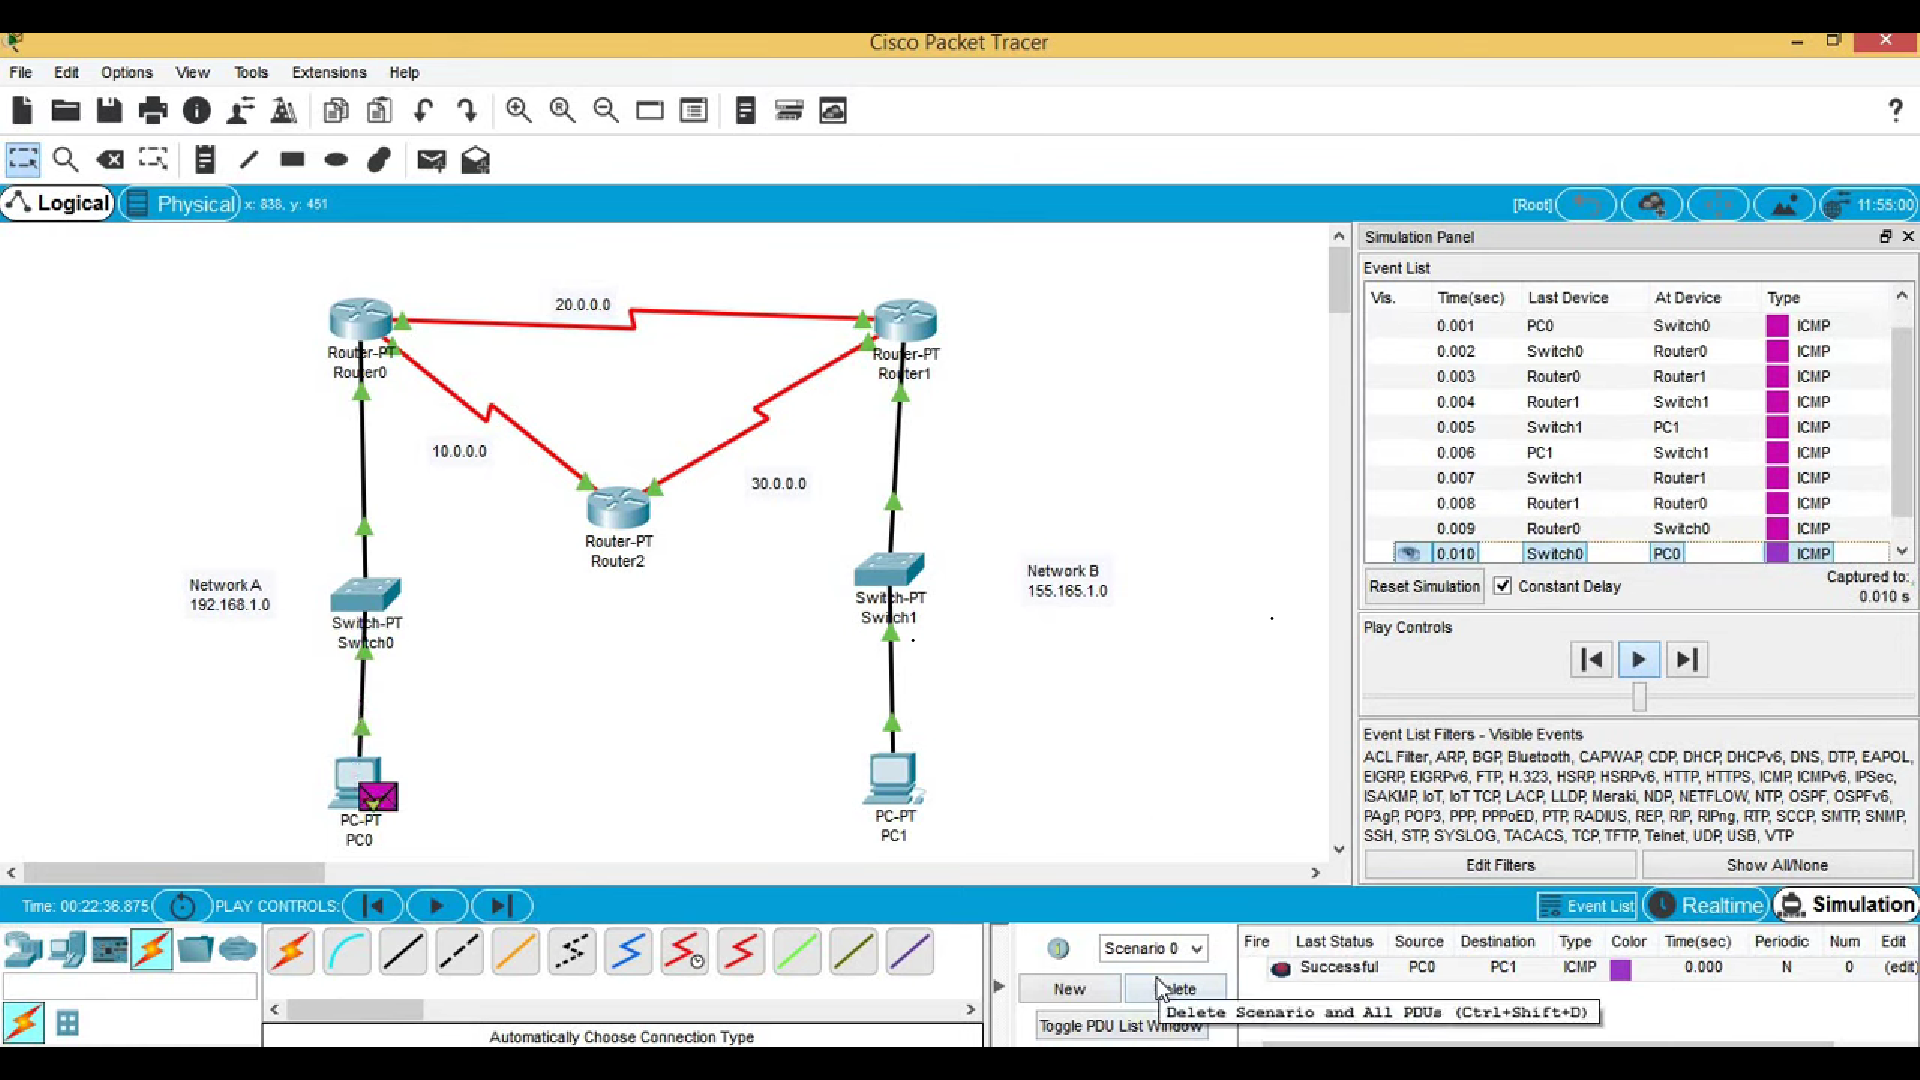 Cisco Packet Tracer
File Edit Options View Tools Extensions Help
Logical Physical x: 838, y: 451 [Root] 11:55:00
Simulation Panel
Event List
Vis. Time(sec) Last Device At Device Type
0.001 PC0 Switch0 ICMP
0.002 Switch0 Router0 ICMP
0.003 Router0 Router1 ICMP
0.004 Router1 Switch1 ICMP
0.005 Switch1 PC1 ICMP
0.006 PC1 Switch1 ICMP
0.007 Switch1 Router1 ICMP
0.008 Router1 Router0 ICMP
0.009 Router0 Switch0 ICMP
0.010 Switch0 PC0 ICMP
Reset Simulation Constant Delay Captured to:
0.010 s
Play Controls
Event List Filters - Visible Events
ACL Filter, ARP, BGP, Bluetooth, CAPWAP, CDP, DHCP, DHCPv6, DNS, DTP, EAPOL,
EIGRP, EIGRPv6, FTP, H.323, HSRP, HSRPv6, HTTP, HTTPS, ICMP, ICMPv6, IPSec,
ISAKMP, IoT, IoT TCP, LACP, LLDP, Meraki, NDP, NETFLOW, NTP, OSPF, OSPFv6,
PAgP, POP3, PPP, PPPoED, PTP, RADIUS, REP, RIP, RIPng, RTP, SCCP, SMTP, SNMP,
SSH, STP, SYSLOG, TACACS, TCP, TFTP, Telnet, UDP, USB, VTP
Edit Filters Show All/None
20.0.0.0
Router-PT
Router0
Router-PT
Router1
10.0.0.0
30.0.0.0
Router-PT
Router2
Network A
192.168.1.0
Switch-PT
Switch0
Switch-PT
Switch1
Network B
155.165.1.0
PC-PT
PC0
PC-PT
PC1
Time: 00:22:36.875 PLAY CONTROLS: Event List Realtime Simulation
Scenario 0
Fire Last Status Source Destination Type Color Time(sec) Periodic Num Edit
Successful PC0 PC1 ICMP 0.000 N 0 (edit)
New
Delete Scenario and All PDUs (Ctrl+Shift+D)
Toggle PDU List Window
Automatically Choose Connection Type